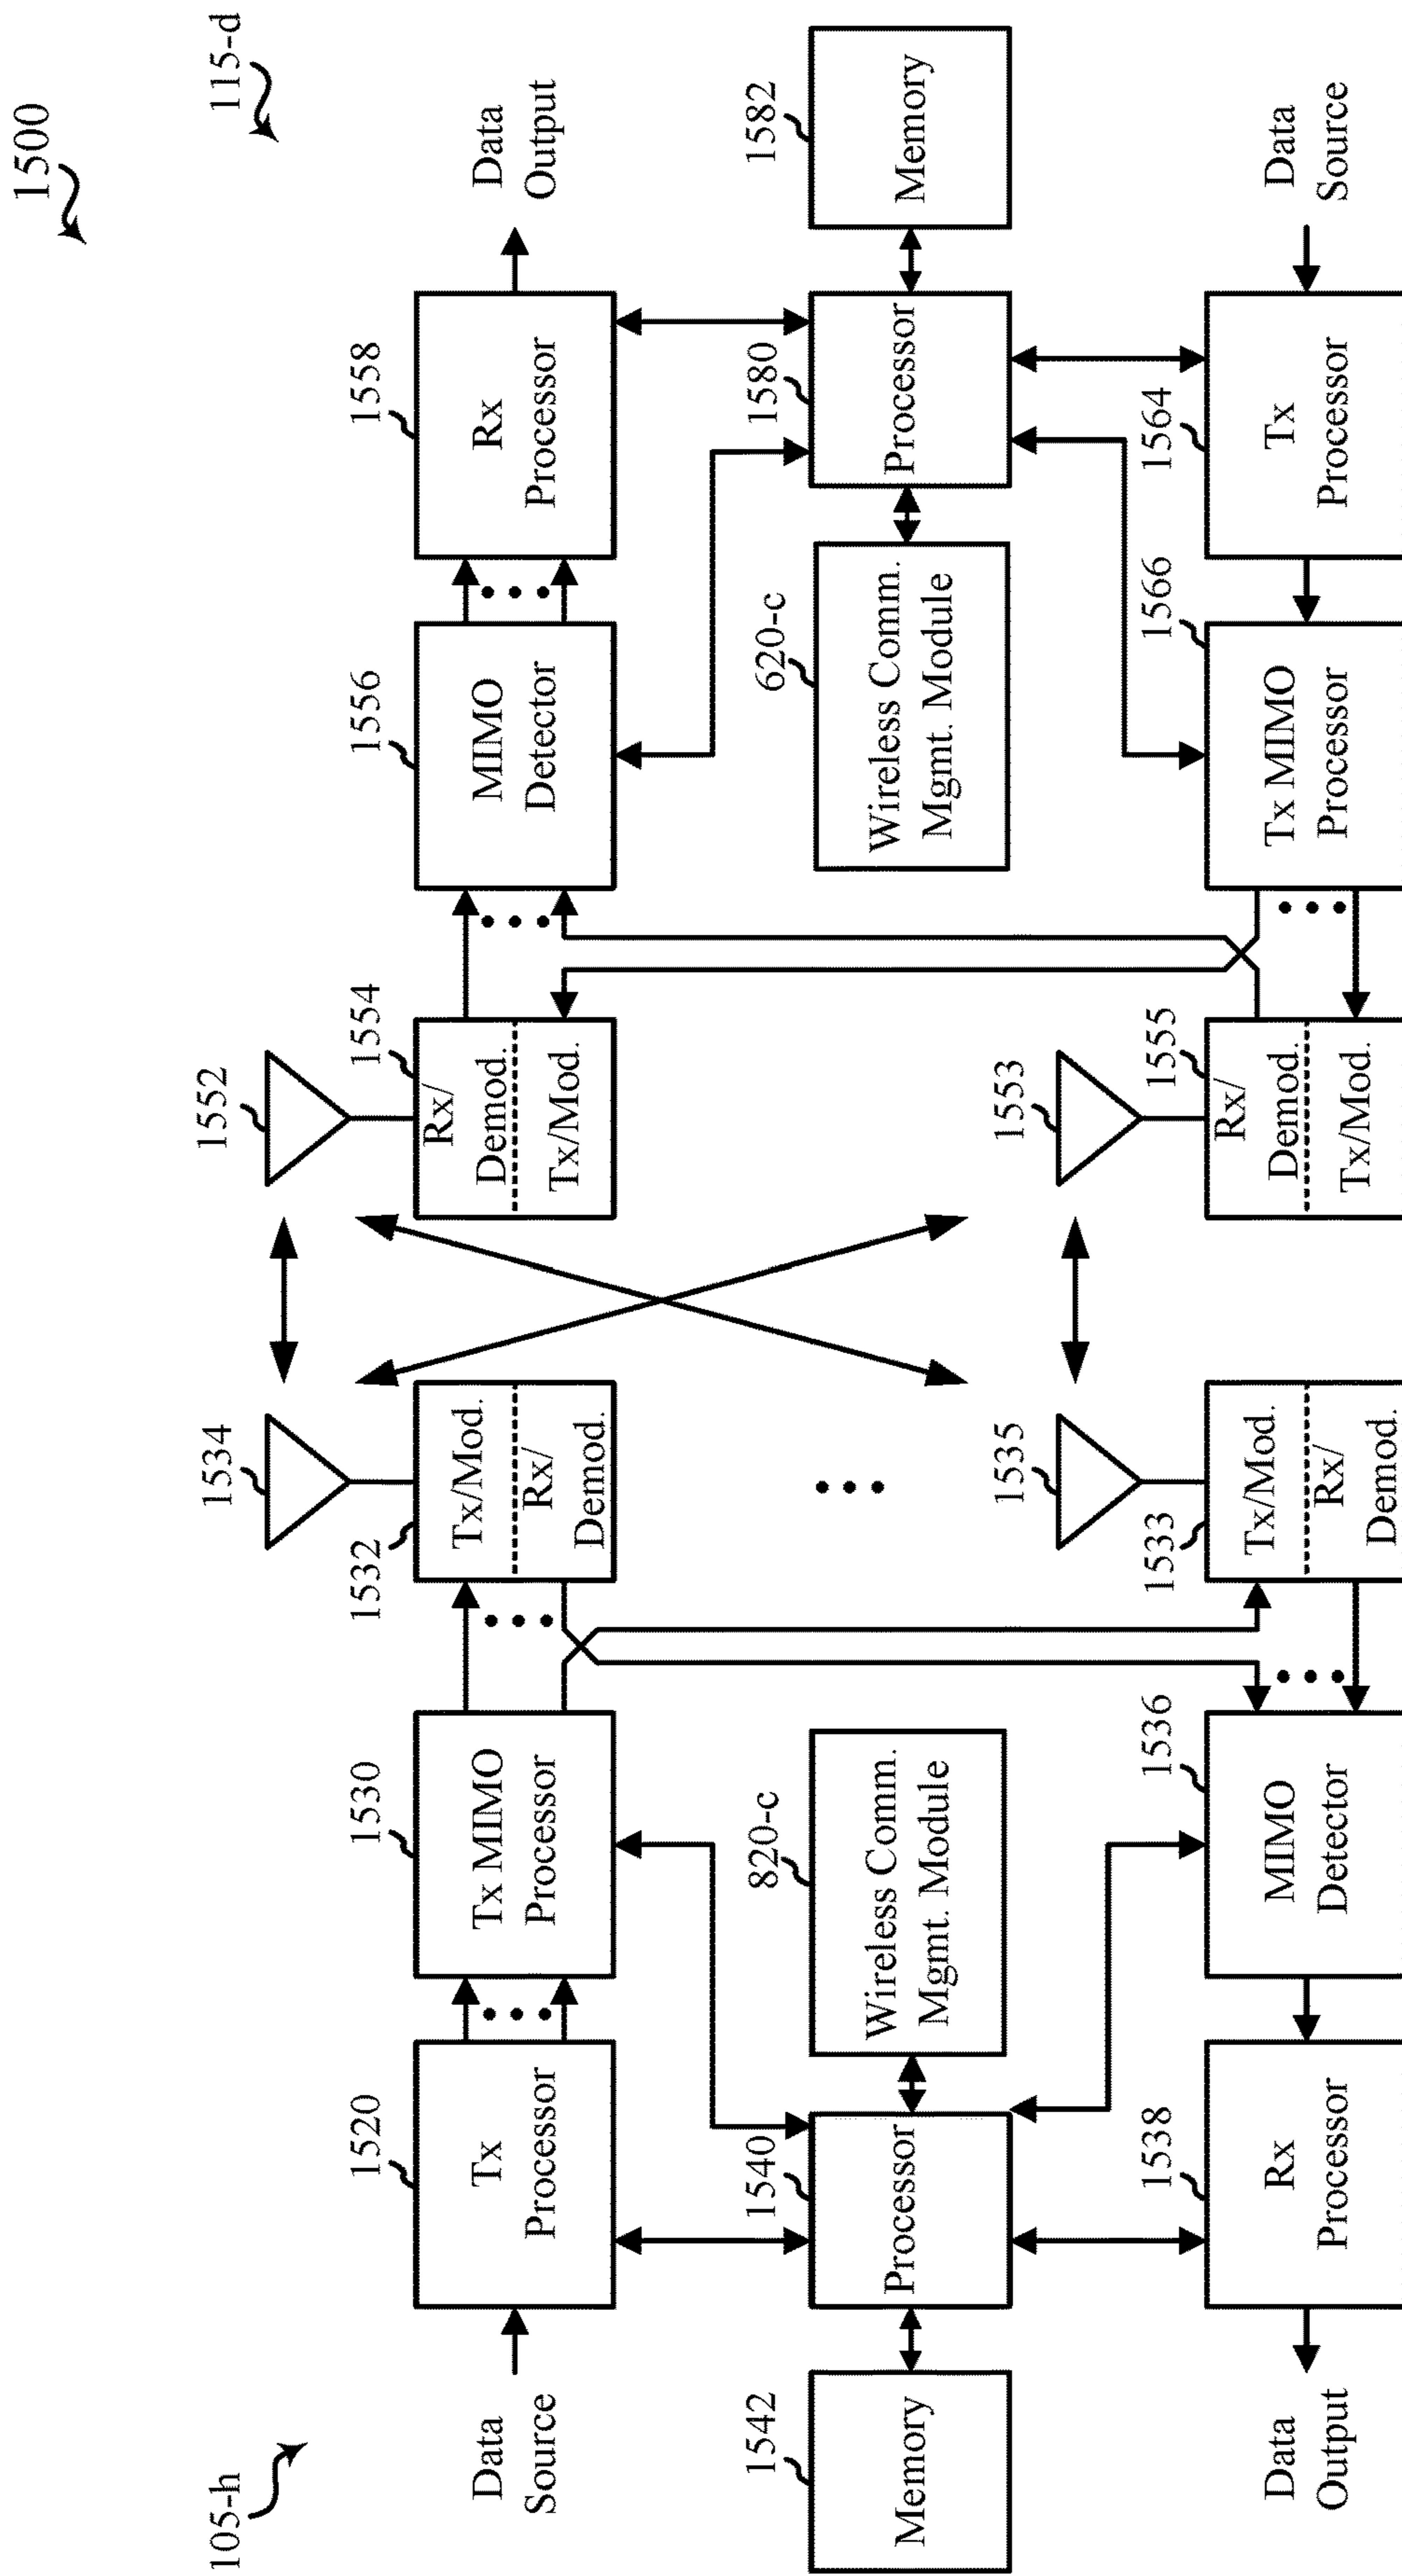 1500
105-h
115-d
1534
1552
Data
Source
1520
Tx
Processor
1530
Tx MIMO
Processor
1532
Tx/Mod.
Rx/
Demod.
1554
Rx/
Demod.
Tx/Mod.
1556
MIMO
Detector
1558
Rx
Processor
Data
Output
1542
Memory
1540
Processor
820-c
Wireless Comm.
Mgmt. Module
620-c
Wireless Comm.
Mgmt. Module
1580
Processor
1582
Memory
1535
1553
Data
Output
1538
Rx
Processor
1536
MIMO
Detector
1533
Tx/Mod.
Rx/
Demod.
1555
Rx/
Demod.
Tx/Mod.
1566
Tx MIMO
Processor
1564
Tx
Processor
Data
Source